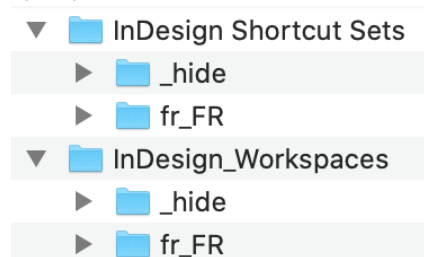 InDesign Shortcut Sets
_hide
fr_FR
InDesign_Workspaces
_hide
fr_FR